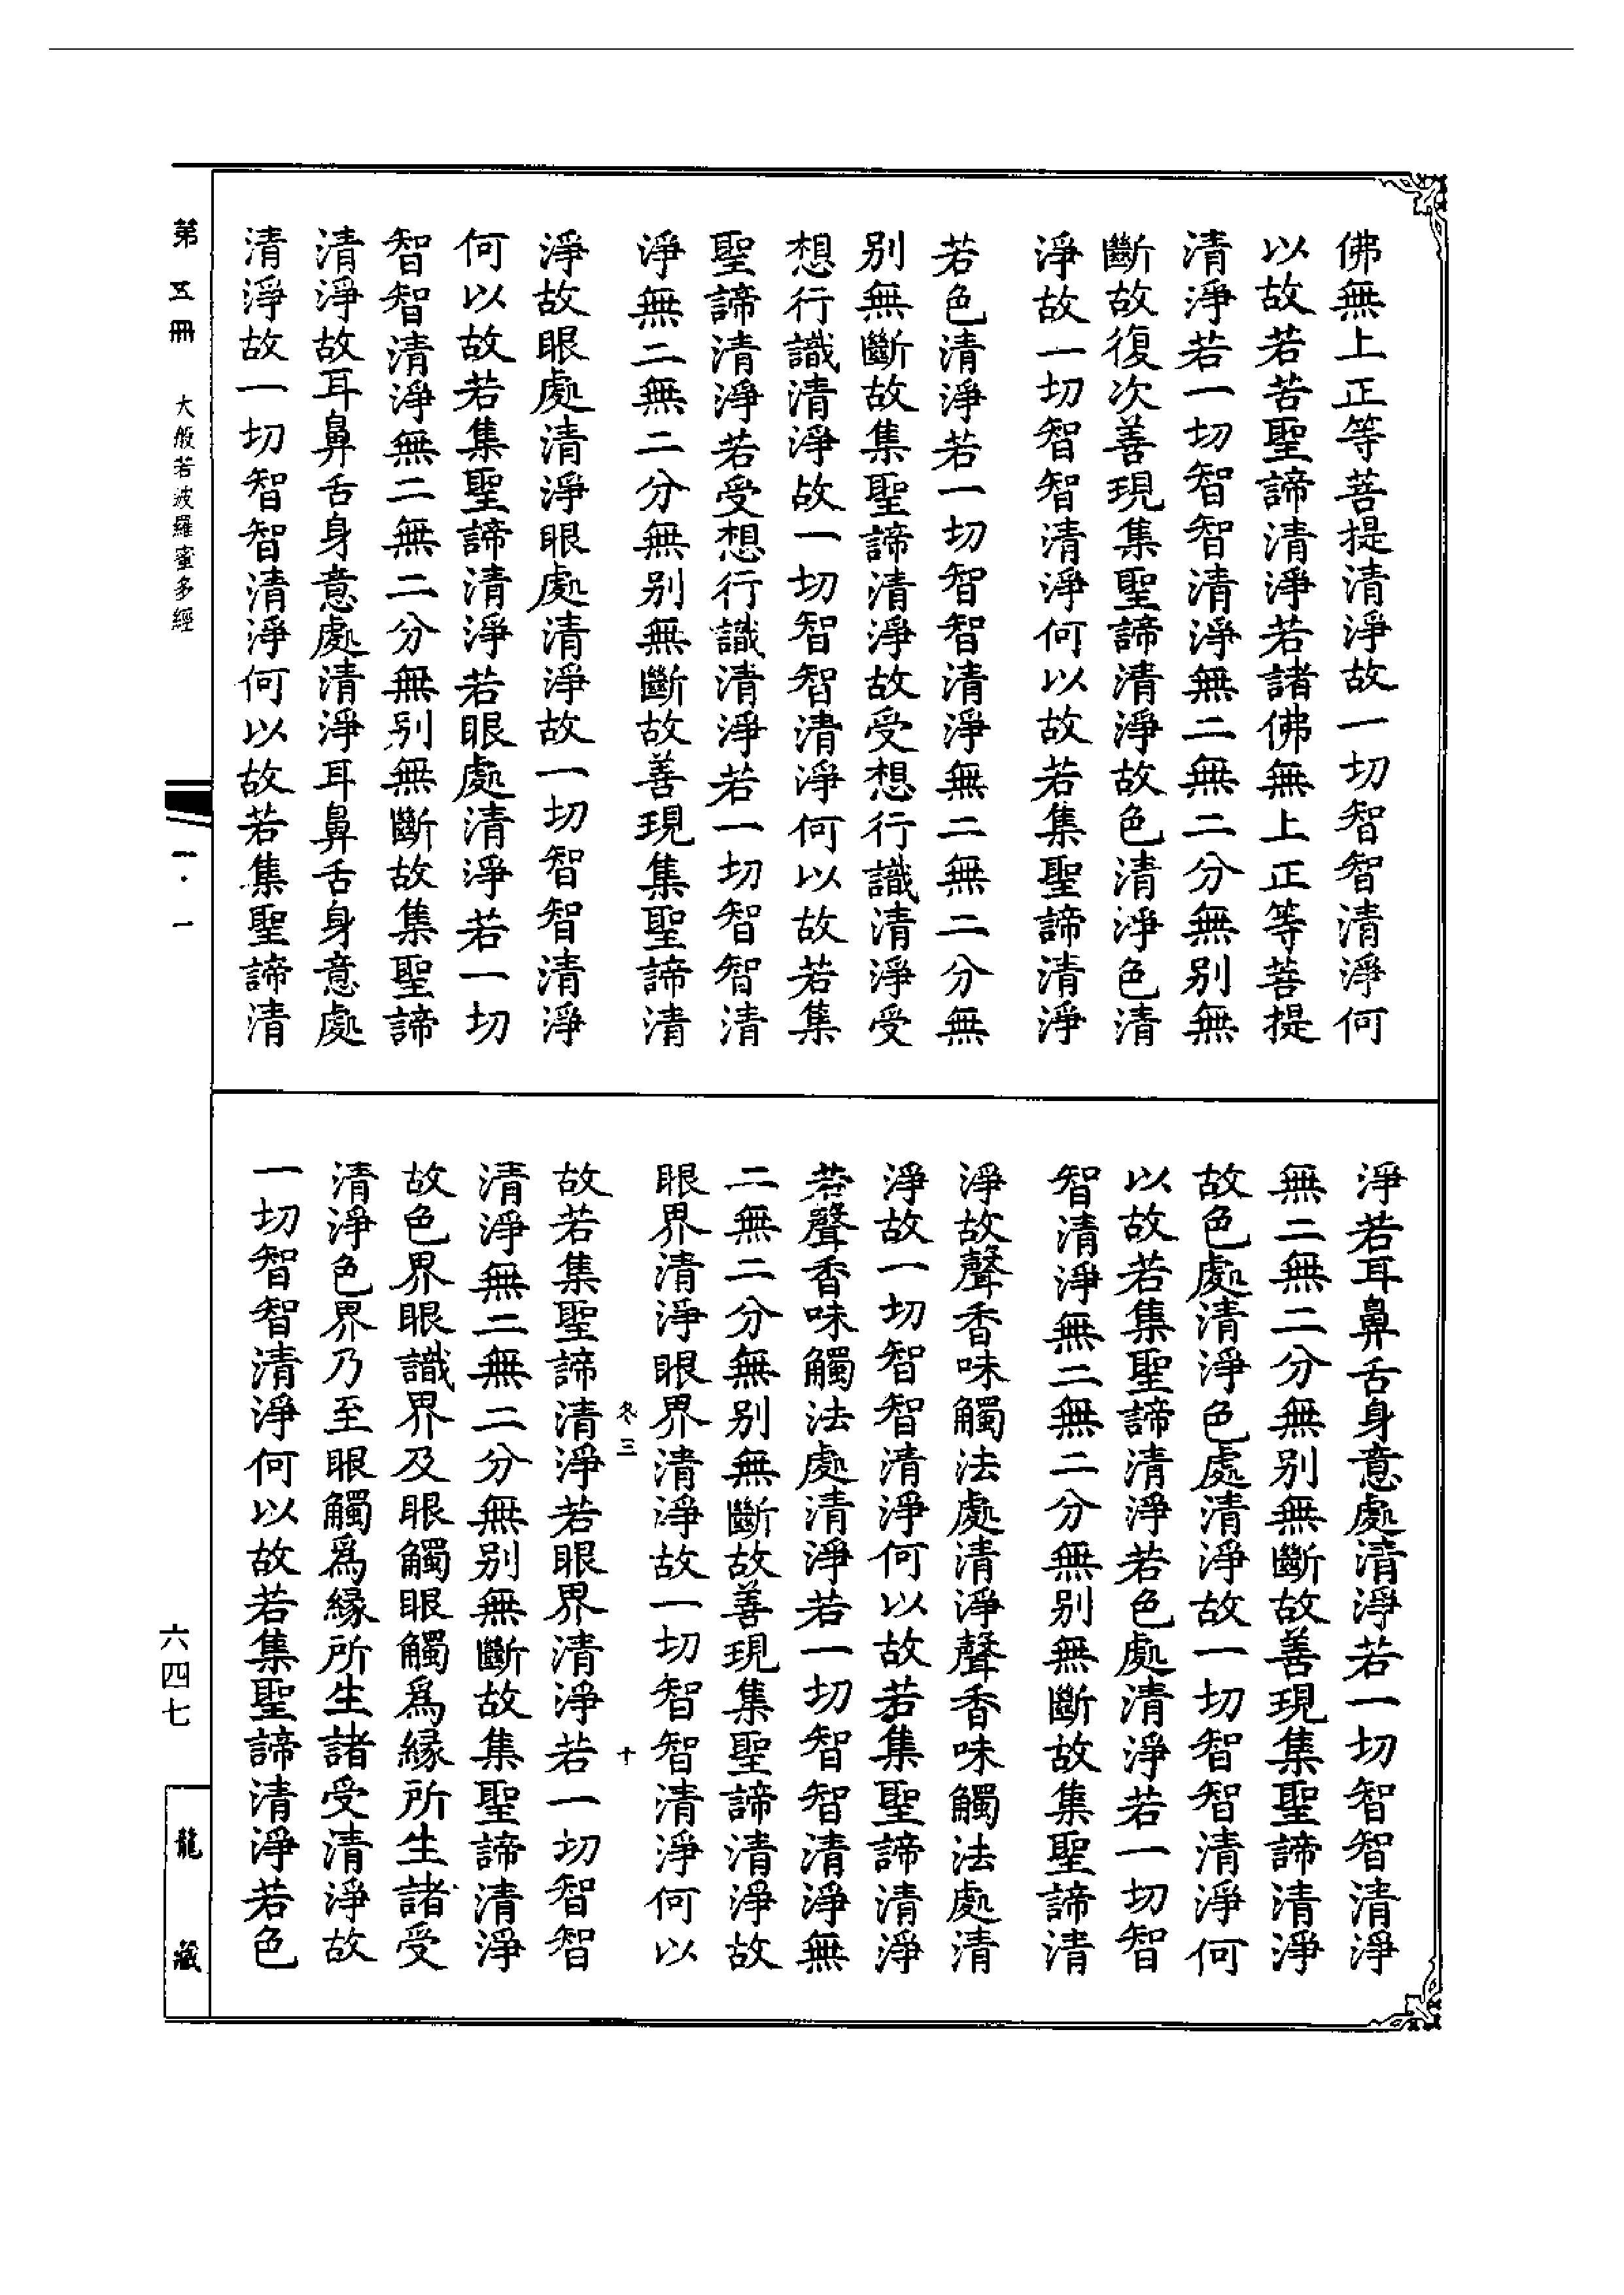 佛無上正等菩提清淨故一切智智清淨何
以故若苦聖諦清淨若諸佛無上正等菩提
清淨若一切智智清淨無二無二分無别無
斷故復次善現集聖諦清淨故色清淨色清
淨故一切智智清淨何以故若集聖諦清淨
若色清淨若一切智智清淨無二無二分無
别無斷故集聖諦清淨故受想行識清淨受
想行識清淨故一切智智清淨何以故若集
聖諦清淨若受想行識清淨若一切智智清
淨無二無二分無别無斷故善現集聖諦清
淨故眼處清淨眼處清淨故一切智智清淨
何以故若集聖諦清淨若眼處清淨若一切
智智清淨無二無二分無别無斷故集聖諦
清淨故耳鼻舌身意處清淨耳鼻舌身意處
清淨故一切智智清淨何以故若集聖諦清
淨若耳鼻舌身意處清淨若一切智智清淨
無二無二分無别無斷故善現集聖諦清淨
故色處清淨色處清淨故一切智智清淨何
以故若集聖諦清淨若色處清淨若一切智
智清淨無二無二分無别無斷故集聖諦清
淨故聲香味觸法處清淨聲香味觸法處清
淨故一切智智清淨何以故若集聖諦清淨
若聲香味觸法處清淨若一切智智清淨無
二無二分無别無斷故善現集聖諦清淨故
眼界清淨眼界清淨故一切智智清淨何以
冬三 十
故若集聖諦清淨若眼界清淨若一切智智
清淨無二無二分無别無斷故集聖諦清淨
故色界眼識界及眼觸眼觸爲緣所生諸受
清淨色界乃至眼觸爲緣所生諸受清淨故
一切智智清淨何以故若集聖諦清淨若色
第五冊 大般若波羅蜜多經 一·一 六四七 龍藏